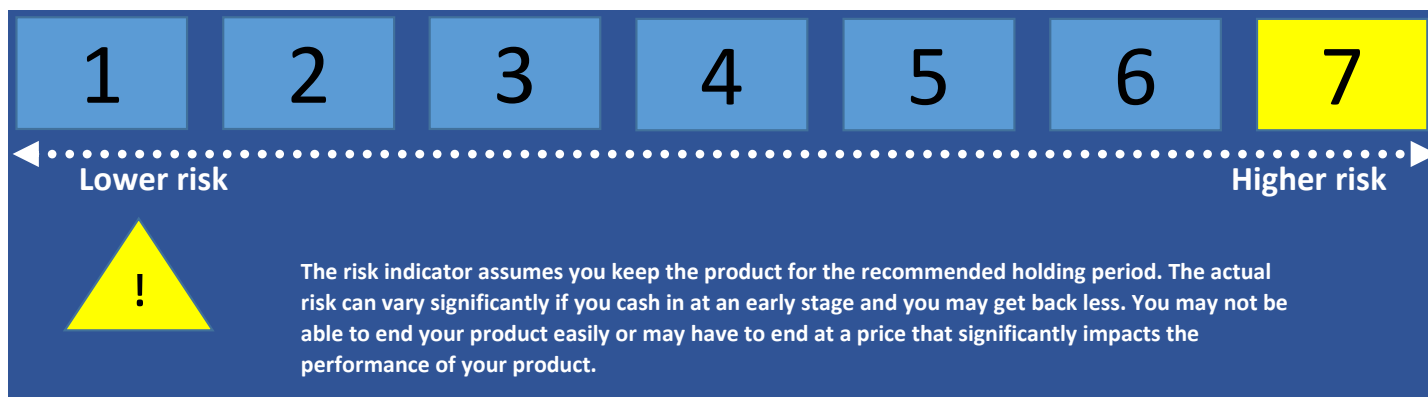 1 2 3 4 5 6 7
Lower risk Higher risk
!
The risk indicator assumes you keep the product for the recommended holding period. The actual
risk can vary significantly if you cash in at an early stage and you may get back less. You may not be
able to end your product easily or may have to end at a price that significantly impacts the
performance of your product.